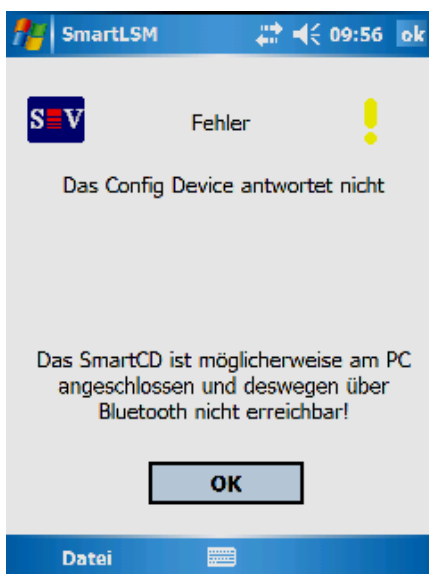 SmartLSM 09:56 ok
SV
Fehler
Das Config Device antwortet nicht
Das SmartCD ist möglicherweise am PC
angeschlossen und deswegen über
Bluetooth nicht erreichbar!
OK
Datei